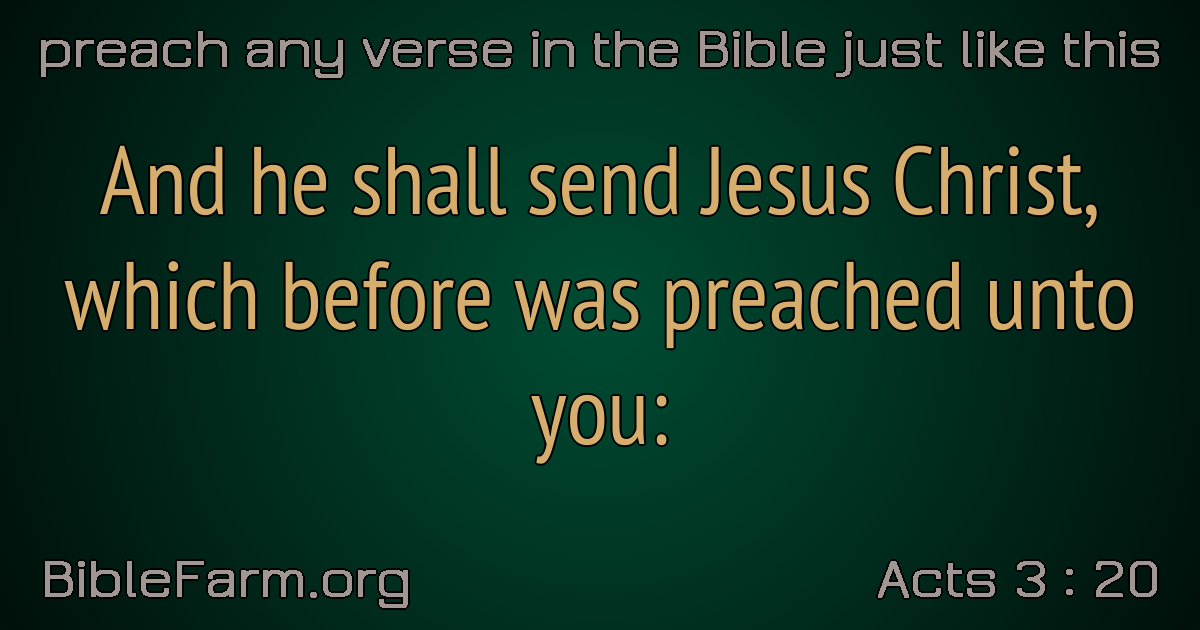 preach any verse in the Bible just like this
And he shall send Jesus Christ,
which before was preached unto
you:
BibleFarm.org
Acts 3 : 20